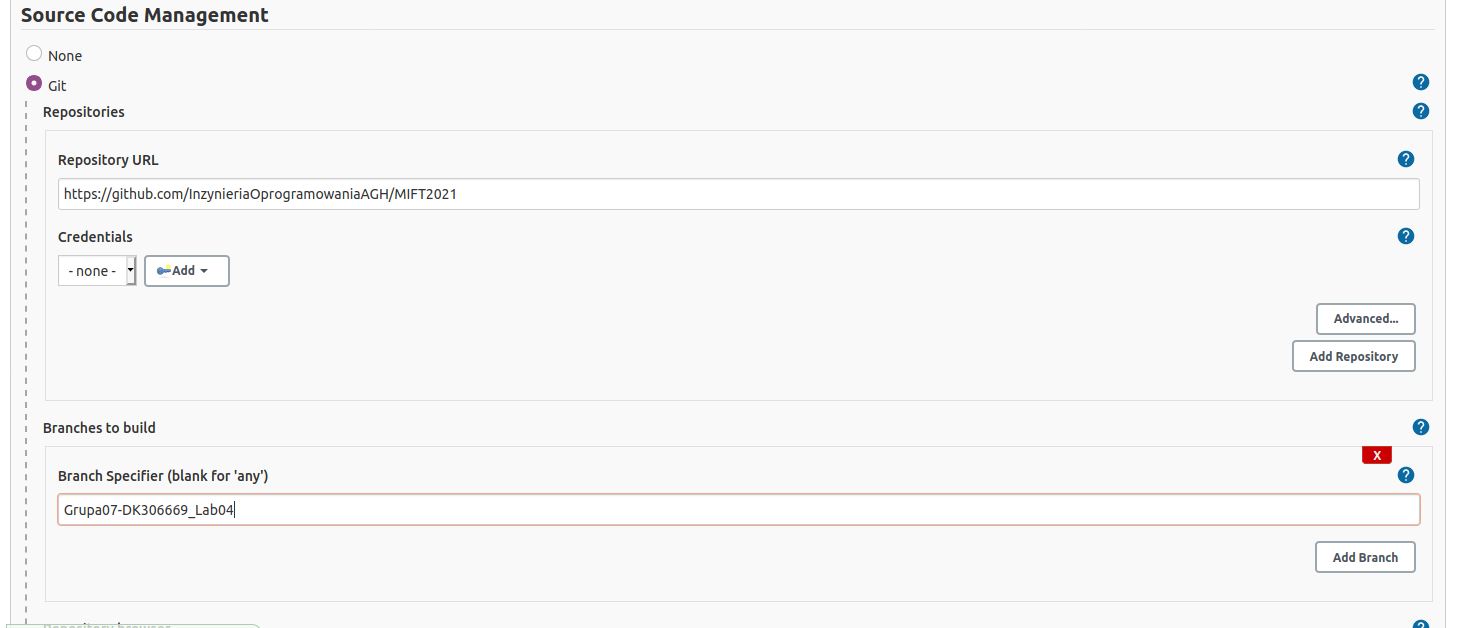 Source Code Management
None
Git
?
Repositories
?
Repository URL
?
https://github.com/InzynieriaOprogramowaniaAGH/MIFT2021
Credentials
?
- none -
Add
Advanced...
Add Repository
Branches to build
?
X
Branch Specifier (blank for 'any')
?
Grupa07-DK306669_Lab04
Add Branch
?